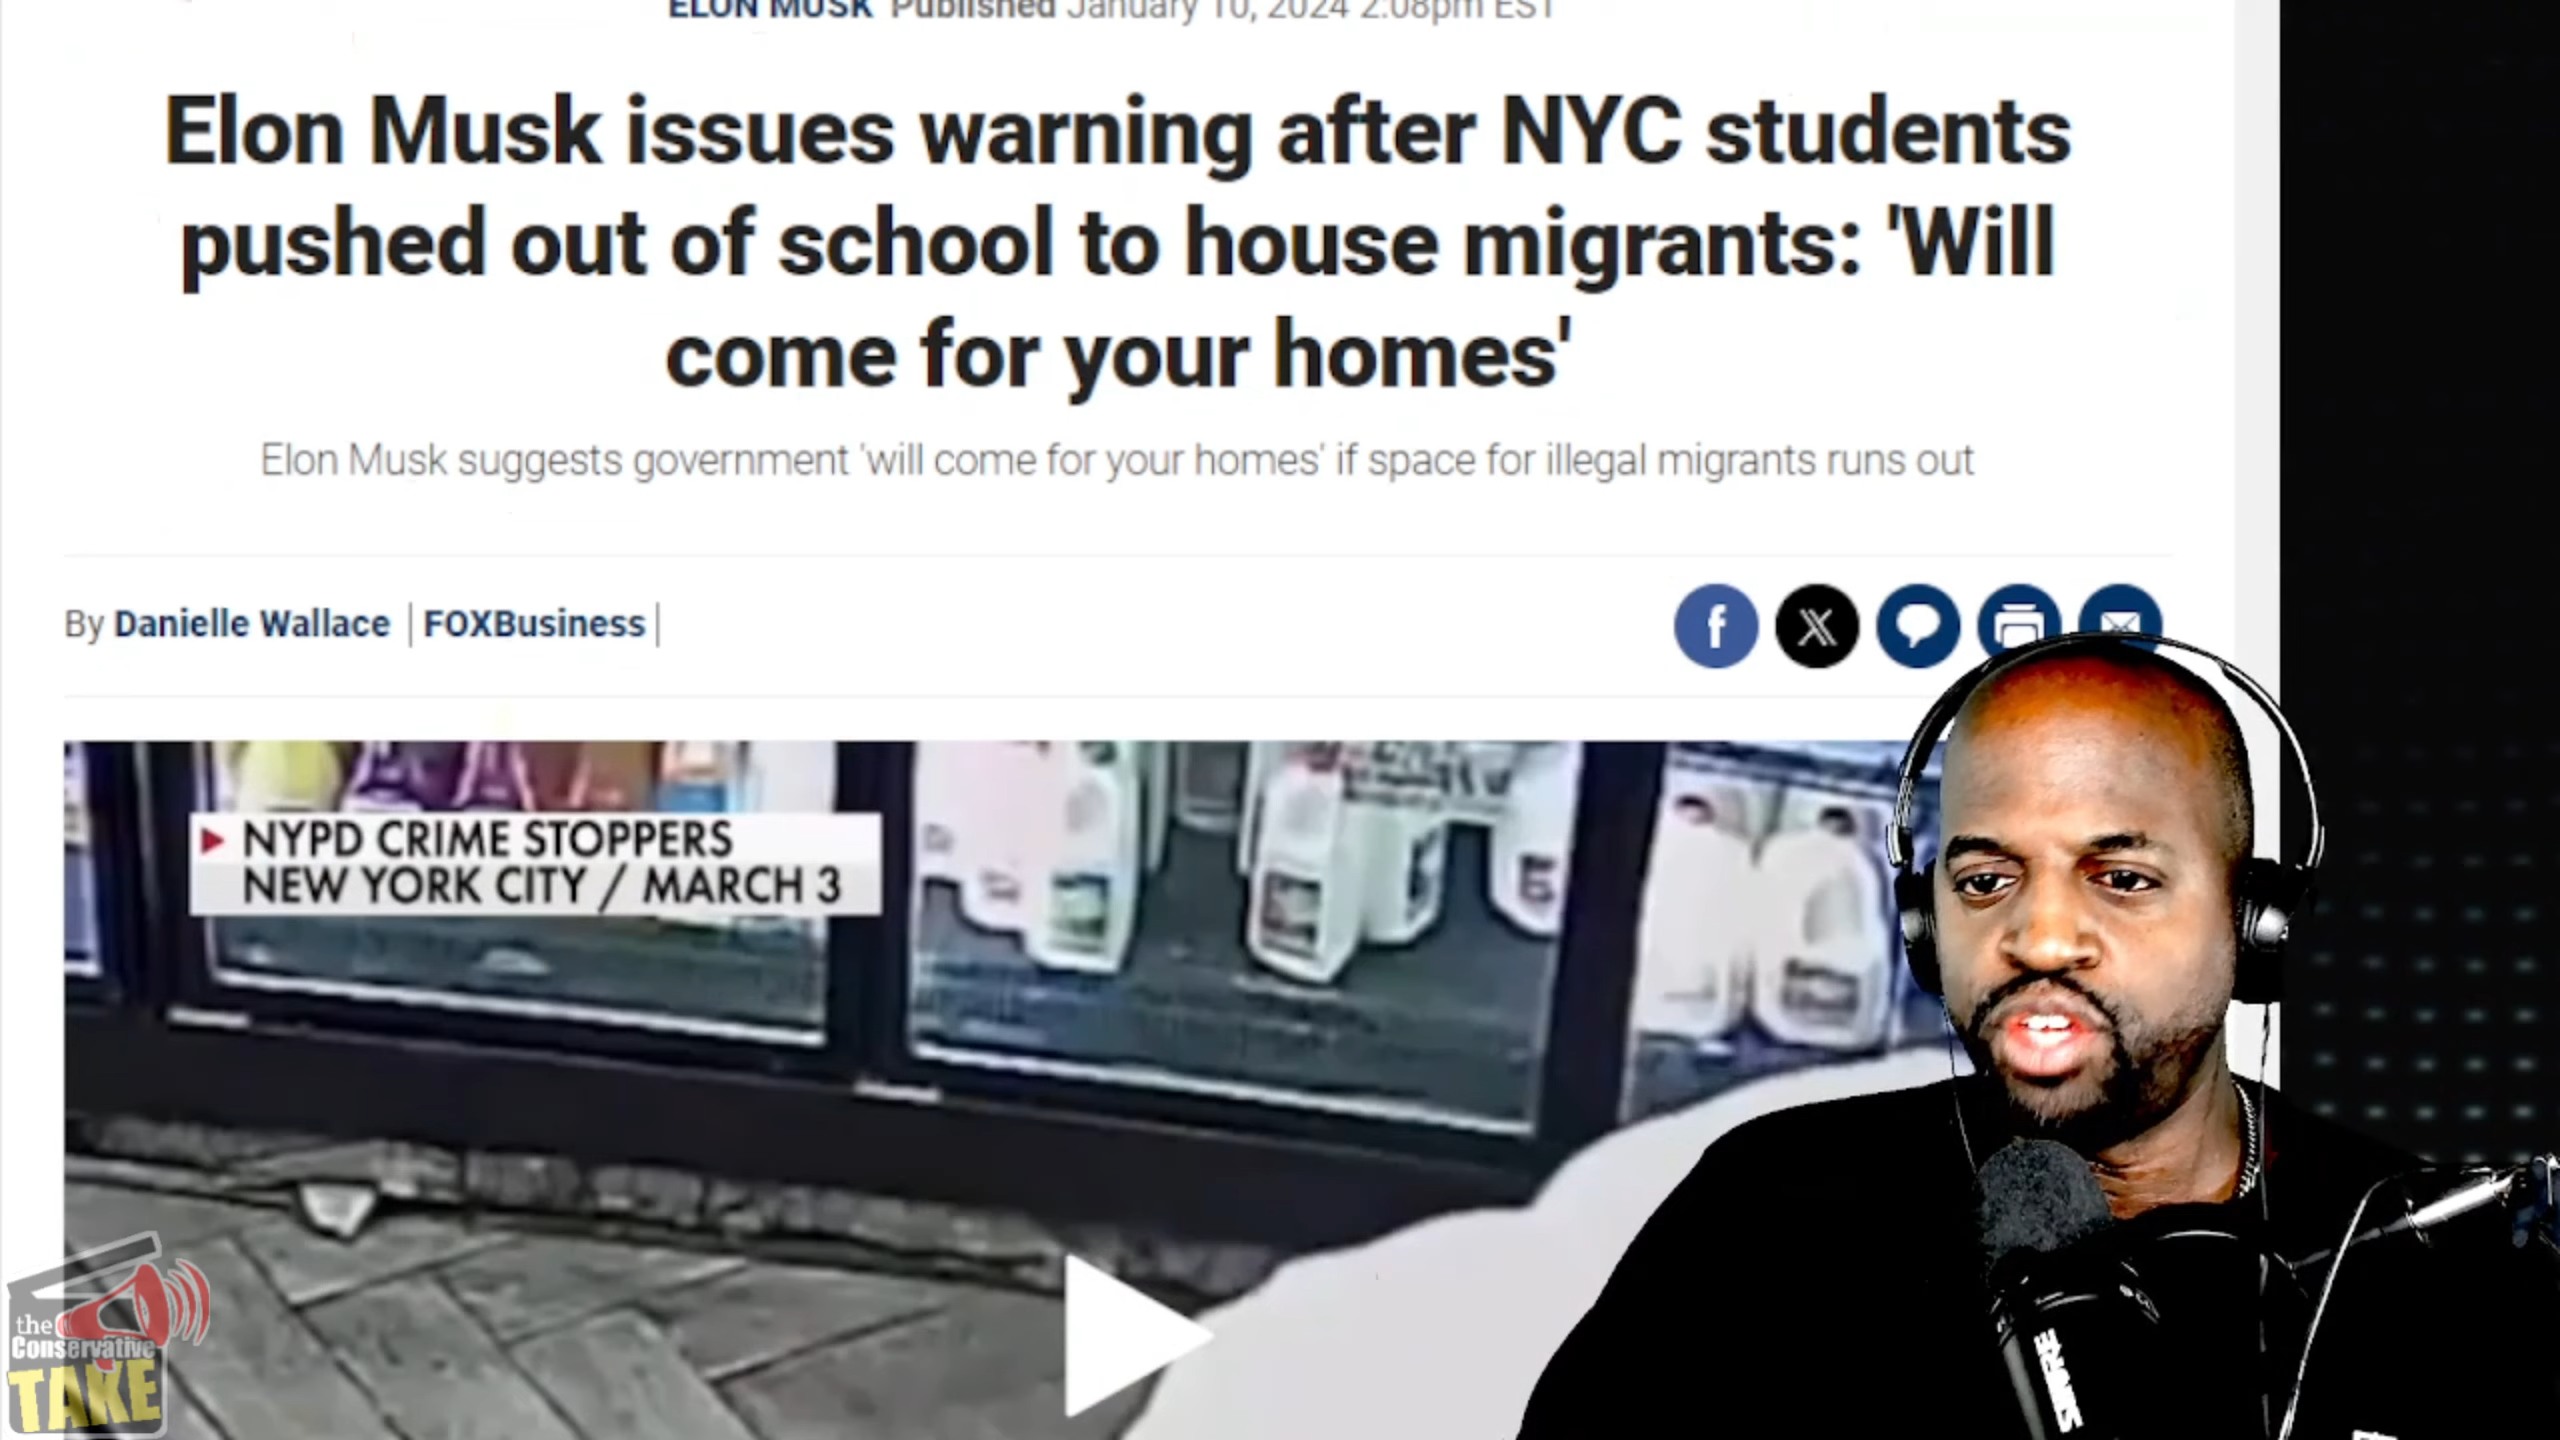 ELON MUSK Published January 10, 2024 2:08pm EST
Elon Musk issues warning after NYC students
pushed out of school to house migrants: 'Will
come for your homes'
Elon Musk suggests government 'will come for your homes' if space for illegal migrants runs out
By Danielle Wallace | FOXBusiness |
f X
NYPD CRIME STOPPERS
NEW YORK CITY / MARCH 3
the
Conservative
TAKE
SHURE